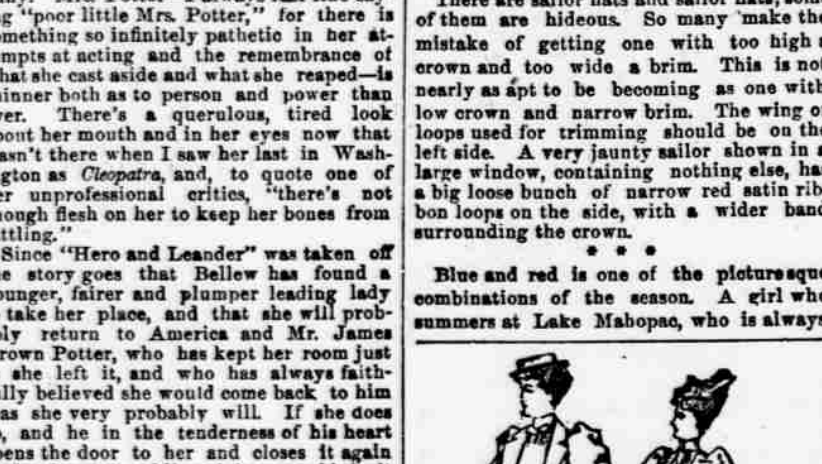 ng "poor little Mrs. Potter," for there is
omething so infinitely pathetic in her at-
empts at acting and the remembrance of
hat she cast aside and what she reaped—is
hinner both as to person and power than
ver. There's a querulous, tired look
bout her mouth and in her eyes now that
asn't there when I saw her last in Wash-
gton as Cleopatra, and, to quote one of
er unprofessional critics, "there's not
nough flesh on her to keep her bones from
ttling."
Since "Hero and Leander" was taken off
e story goes that Bellew has found a
ounger, fairer and plumper leading lady
take her place, and that she will prob-
bly return to America and Mr. James
rown Potter, who has kept her room just
she left it, and who has always faith-
ully believed she would come back to him
as she very probably will. If she does
o, and he in the tenderness of his heart
pens the door to her and closes it again
There are sailor hats and sailor hats, som
of them are hideous. So many make the
mistake of getting one with too high a
crown and too wide a brim. This is not
nearly as apt to be becoming as one with
low crown and narrow brim. The wing o
loops used for trimming should be on the
left side. A very jaunty sailor shown in a
large window, containing nothing else, ha
a big loose bunch of narrow red satin rib
bon loops on the side, with a wider band
surrounding the crown.
* * *
Blue and red is one of the picturesque
combinations of the season. A girl who
summers at Lake Mahopac, who is always